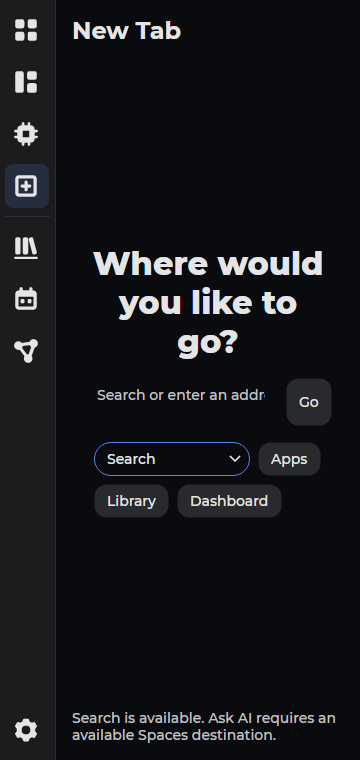 New Tab
Where would
you like to
go?
Search or enter an addr
Go
Search
Apps
Library
Dashboard
Search is available. Ask AI requires an
available Spaces destination.